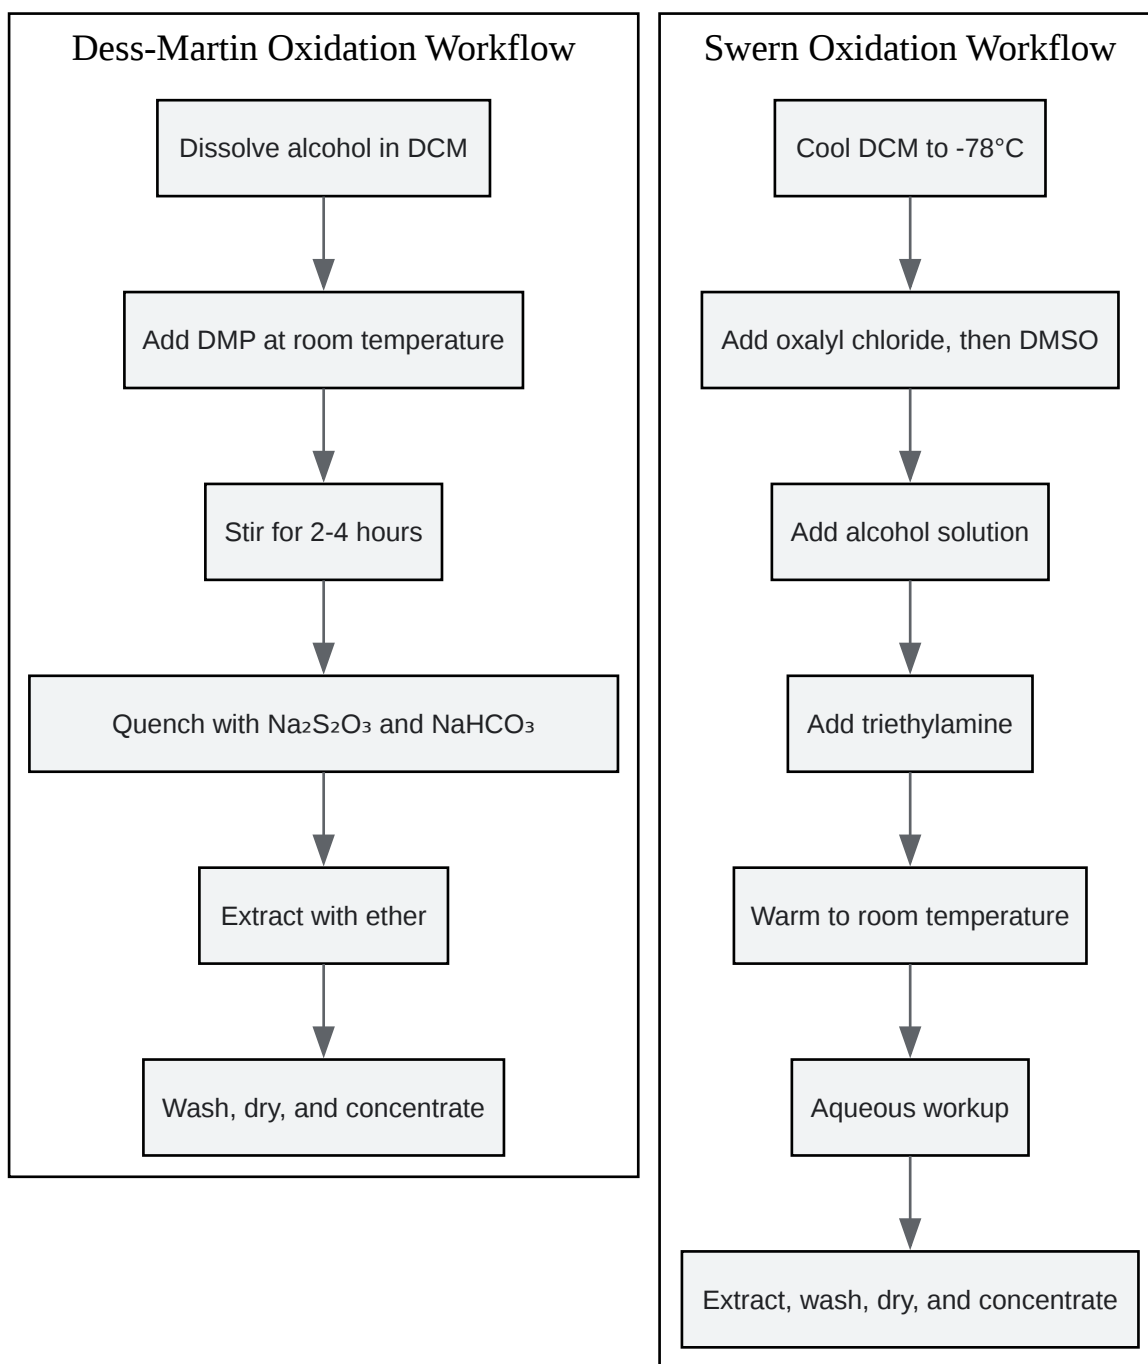 Dess-Martin Oxidation Workflow
Dissolve alcohol in DCM
Add DMP at room temperature
Stir for 2-4 hours
Quench with Na₂S₂O₃ and NaHCO₃
Extract with ether
Wash, dry, and concentrate
Swern Oxidation Workflow
Cool DCM to -78°C
Add oxalyl chloride, then DMSO
Add alcohol solution
Add triethylamine
Warm to room temperature
Aqueous workup
Extract, wash, dry, and concentrate